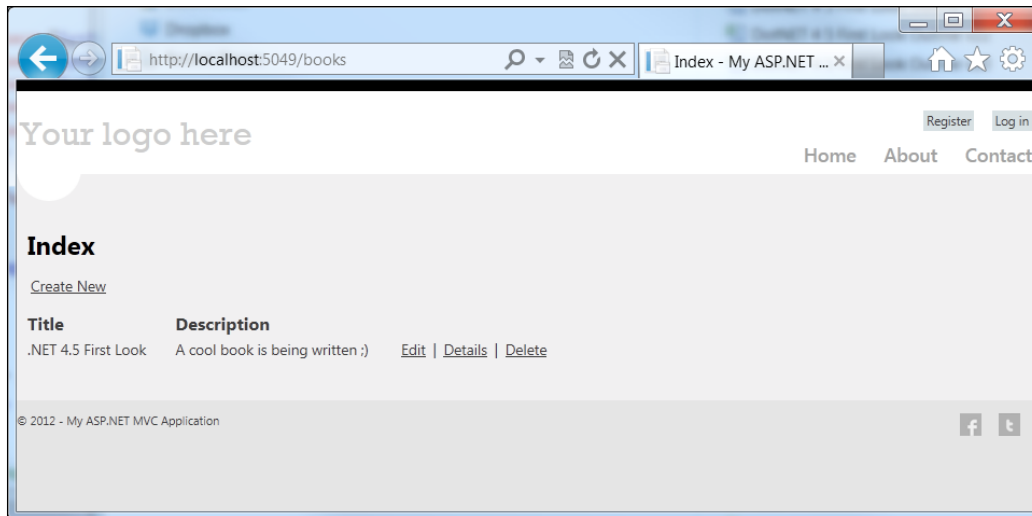 http://localhost:5049/books
Index - My ASP.NET ...
Your logo here
Register Log in
Home About Contact
Index
Create New
Title Description
.NET 4.5 First Look A cool book is being written ;) Edit | Details | Delete
© 2012 - My ASP.NET MVC Application